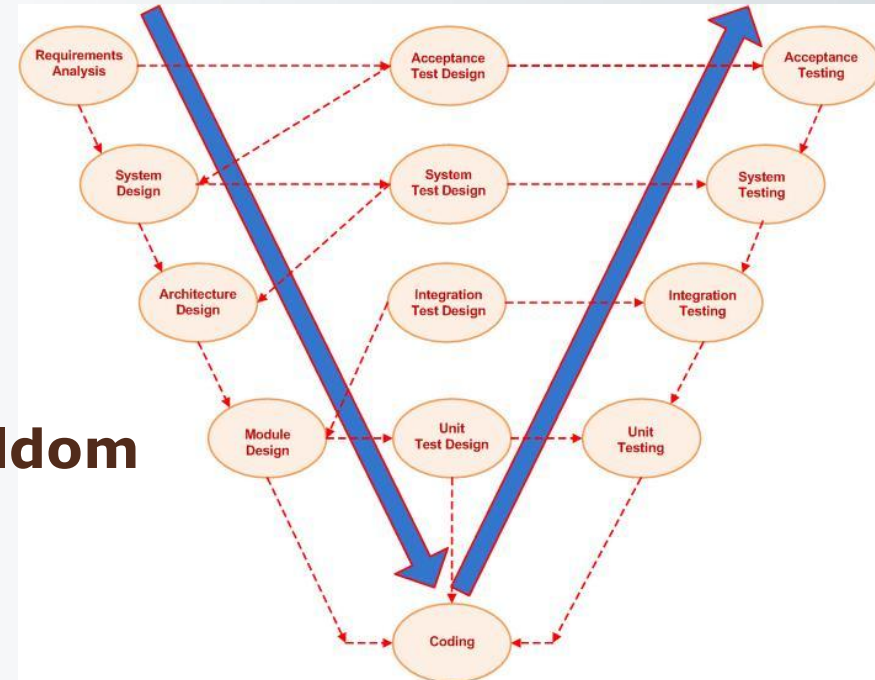 Requirements
Analysis
Acceptance
Test Design
Acceptance
Testing
System
Design
System
Test Design
System
Testing
Architecture
Design
Integration
Test Design
Integration
Testing
ldom
Module
Design
Unit
Test Design
Unit
Testing
Coding